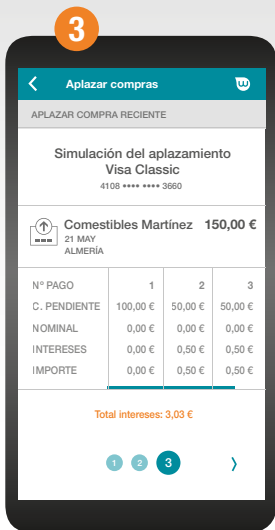 3
Aplazar compras
APLAZAR COMPRA RECIENTE
Simulación del aplazamiento
Visa Classic
4108 •••• •••• 3660
Comestibles Martínez 150,00 €
21 MAY
ALMERÍA
Nº PAGO 1 2 3
C. PENDIENTE 100,00 € 50,00 € 50,00 €
NOMINAL 0,00 € 0,00 € 0,00 €
INTERESES 0,00 € 0,50 € 0,50 €
IMPORTE 0,00 € 0,50 € 0,50 €
Total intereses: 3,03 €
1 2 3